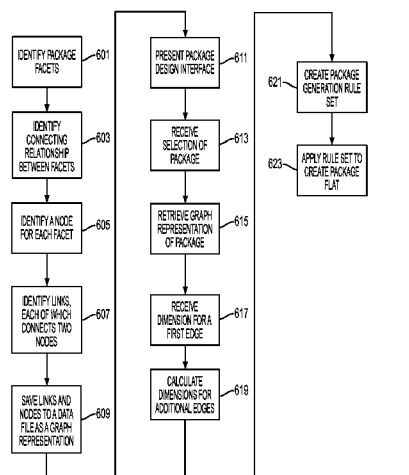 IDENTIFY PACKAGE
FACETS
601
IDENTIFY
CONNECTING
RELATIONSHIP
BETWEEN FACETS
603
IDENTIFY A NODE
FOR EACH FACET
605
IDENTIFY LINKS,
EACH OF WHICH
CONNECTS TWO
NODES
607
SAVE LINKS AND
NODES TO A DATA
FILE AS A GRAPH
REPRESENTATION
609
PRESENT PACKAGE
DESIGN INTERFACE
611
RECEIVE
SELECTION OF
PACKAGE
613
RETRIEVE GRAPH
REPRESENTATION
OF PACKAGE
615
RECEIVE
DIMENSION FOR A
FIRST EDGE
617
CALCULATE
DIMENSIONS FOR
ADDITIONAL EDGES
619
CREATE PACKAGE
GENERATION RULE
SET
621
APPLY RULE SET TO
CREATE PACKAGE
FLAT
623